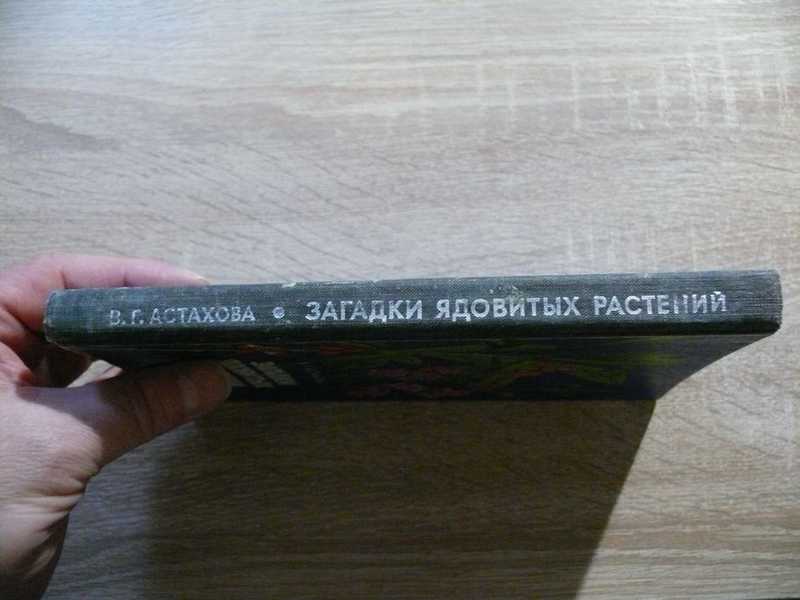 В. Г. АСТАХОВА • ЗАГАДКИ ЯДОВИТЫХ РАСТЕНИЙ